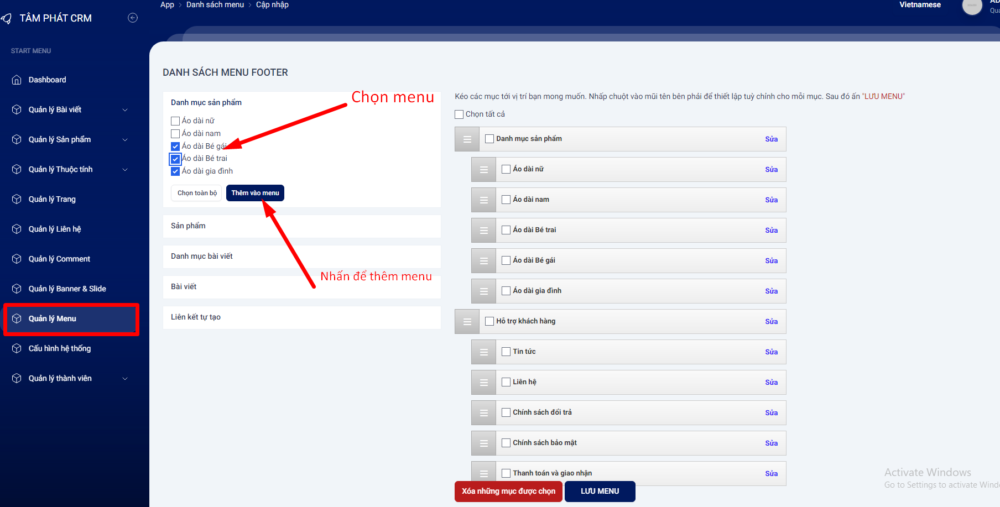 App > Danh sách menu > Cập nhập
Vietnamese
TÂM PHÁT CRM
START MENU
Dashboard
Quản lý Bài viết
Quản lý Sản phẩm
Quản lý Thuộc tính
Quản lý Trang
Quản lý Liên hệ
Quản lý Comment
Quản lý Banner & Slide
Quản lý Menu
Cấu hình hệ thống
Quản lý thành viên
DANH SÁCH MENU FOOTER
Danh mục sản phẩm
Chọn menu
Áo dài nữ
Áo dài nam
Áo dài Bé gái
Áo dài Bé trai
Áo dài gia đình
Chọn toàn bộ
Thêm vào menu
Sản phẩm
Danh mục bài viết
Nhấn để thêm menu
Bài viết
Liên kết tự tạo
Kéo các mục tới vị trí bạn mong muốn. Nhấp chuột vào mũi tên bên phải để thiết lập tuỳ chỉnh cho mỗi mục. Sau đó ấn "LƯU MENU"
Chọn tất cả
Danh mục sản phẩm Sửa
Áo dài nữ Sửa
Áo dài nam Sửa
Áo dài Bé trai Sửa
Áo dài Bé gái Sửa
Áo dài gia đình Sửa
Hỗ trợ khách hàng Sửa
Tin tức Sửa
Liên hệ Sửa
Chính sách đổi trả Sửa
Chính sách bảo mật Sửa
Thanh toán và giao nhận Sửa
Xóa những mục được chọn
LƯU MENU
Activate Windows
Go to Settings to activate